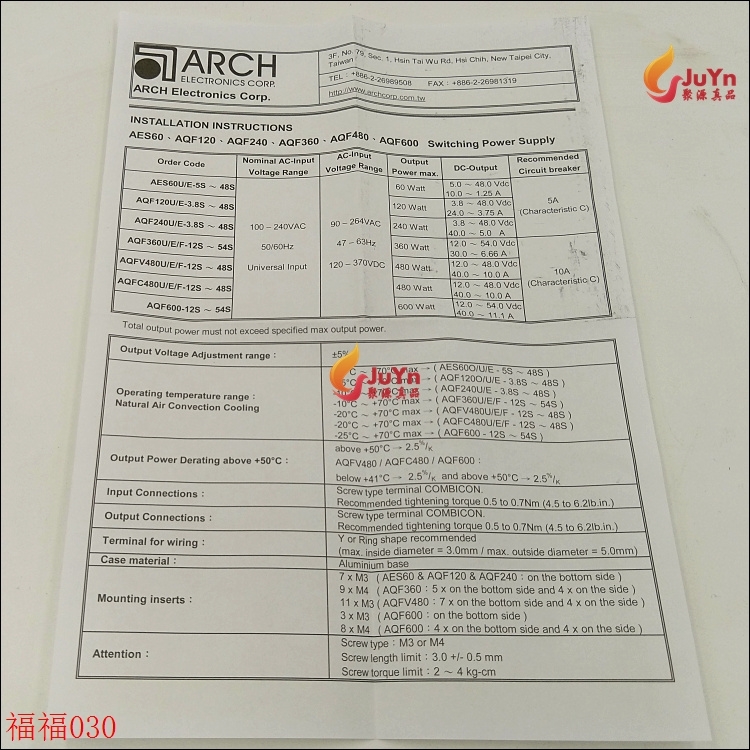 ARCH
ELECTRONICS CORP.
ARCH Electronics Corp.
3F, No. 79, Sec. 1, Hsin Tai Wu Rd, Hsi Chih, New Taipei City,
Taiwan
TEL : +886-2-26989508 FAX : +886-2-26981319
http://www.archcorp.com.tw
JuYn
聚源真品
INSTALLATION INSTRUCTIONS
AES60、AQF120、AQF240、AQF360、AQF480、AQF600 Switching Power Supply
Order Code
Nominal AC-Input
Voltage Range
AC-Input
Voltage Range
Output
Power max.
DC-Output
Recommended
Circuit breaker
AES60U/E-5S ~ 48S
AQF120U/E-3.8S ~ 48S
AQF240U/E-3.8S ~ 48S
AQF360U/E/F-12S ~ 54S
AQFV480U/E/F-12S ~ 48S
AQFC480U/E/F-12S ~ 48S
AQF600-12S ~ 54S
100 – 240VAC
50/60Hz
Universal Input
90 – 264VAC
47 – 63Hz
120 – 370VDC
60 Watt
5.0 ~ 48.0 Vdc
10.0 ~ 1.25 A
120 Watt
3.8 ~ 48.0 Vdc
24.0 ~ 3.75 A
240 Watt
3.8 ~ 48.0 Vdc
40.0 ~ 5.0 A
360 Watt
12.0 ~ 54.0 Vdc
30.0 ~ 6.66 A
480 Watt
12.0 ~ 48.0 Vdc
40.0 ~ 10.0 A
480 Watt
12.0 ~ 48.0 Vdc
40.0 ~ 10.0 A
600 Watt
12.0 ~ 54.0 Vdc
40.0 ~ 11.1 A
5A
(Characteristic C)
10A
(Characteristic C)
Total output power must not exceed specified max output power.
Output Voltage Adjustment range : ±5%
Operating temperature range :
Natural Air Convection Cooling
+70°C max → ( AES60O/U/E - 5S ~ 48S )
+70°C max → ( AQF120O/U/E - 3.8S ~ 48S )
-10°C ~ +70°C max → ( AQF240U/E - 3.8S ~ 48S )
-10°C ~ +70°C max → ( AQF360U/E/F - 12S ~ 54S )
-20°C ~ +70°C max → ( AQFV480U/E/F - 12S ~ 48S )
-20°C ~ +70°C max → ( AQFC480U/E/F - 12S ~ 48S )
-25°C ~ +70°C max → ( AQF600 - 12S ~ 54S )
JuYn
聚源真品
Output Power Derating above +50°C :
above +50°C → 2.5%/K
AQFV480 / AQFC480 / AQF600 :
below +41°C → 2.5%/K and above +50°C → 2.5%/K
Input Connections :
Screw type terminal COMBICON.
Recommended tightening torque 0.5 to 0.7Nm (4.5 to 6.2lb.in.)
Output Connections :
Screw type terminal COMBICON.
Recommended tightening torque 0.5 to 0.7Nm (4.5 to 6.2lb.in.)
Terminal for wiring :
Y or Ring shape recommended
(max. inside diameter = 3.0mm / max. outside diameter = 5.0mm)
Case material : Aluminium base
Mounting inserts :
7 x M3 ( AES60 & AQF120 & AQF240 : on the bottom side )
9 x M4 ( AQF360 : 5 x on the bottom side and 4 x on the side )
11 x M3 ( AQFV480 : 7 x on the bottom side and 4 x on the side )
3 x M3 ( AQF600 : on the bottom side )
8 x M4 ( AQF600 : 4 x on the bottom side and 4 x on the side )
Attention :
Screw type : M3 or M4
Screw length limit : 3.0 +/- 0.5 mm
Screw torque limit : 2 ~ 4 kg-cm
福福030